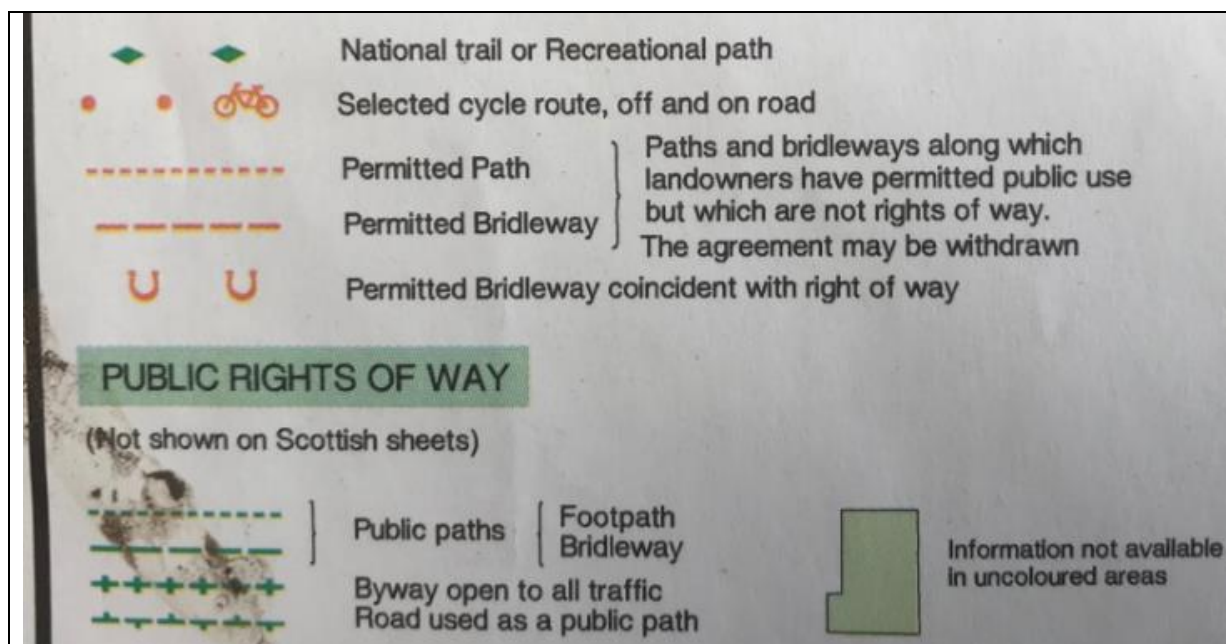 National trail or Recreational path
Selected cycle route, off and on road
Permitted Path
Permitted Bridleway
Paths and bridleways along which
landowners have permitted public use
but which are not rights of way.
The agreement may be withdrawn
Permitted Bridleway coincident with right of way
PUBLIC RIGHTS OF WAY
(Not shown on Scottish sheets)
Public paths
Footpath
Bridleway
Byway open to all traffic
Road used as a public path
Information not available
in uncoloured areas